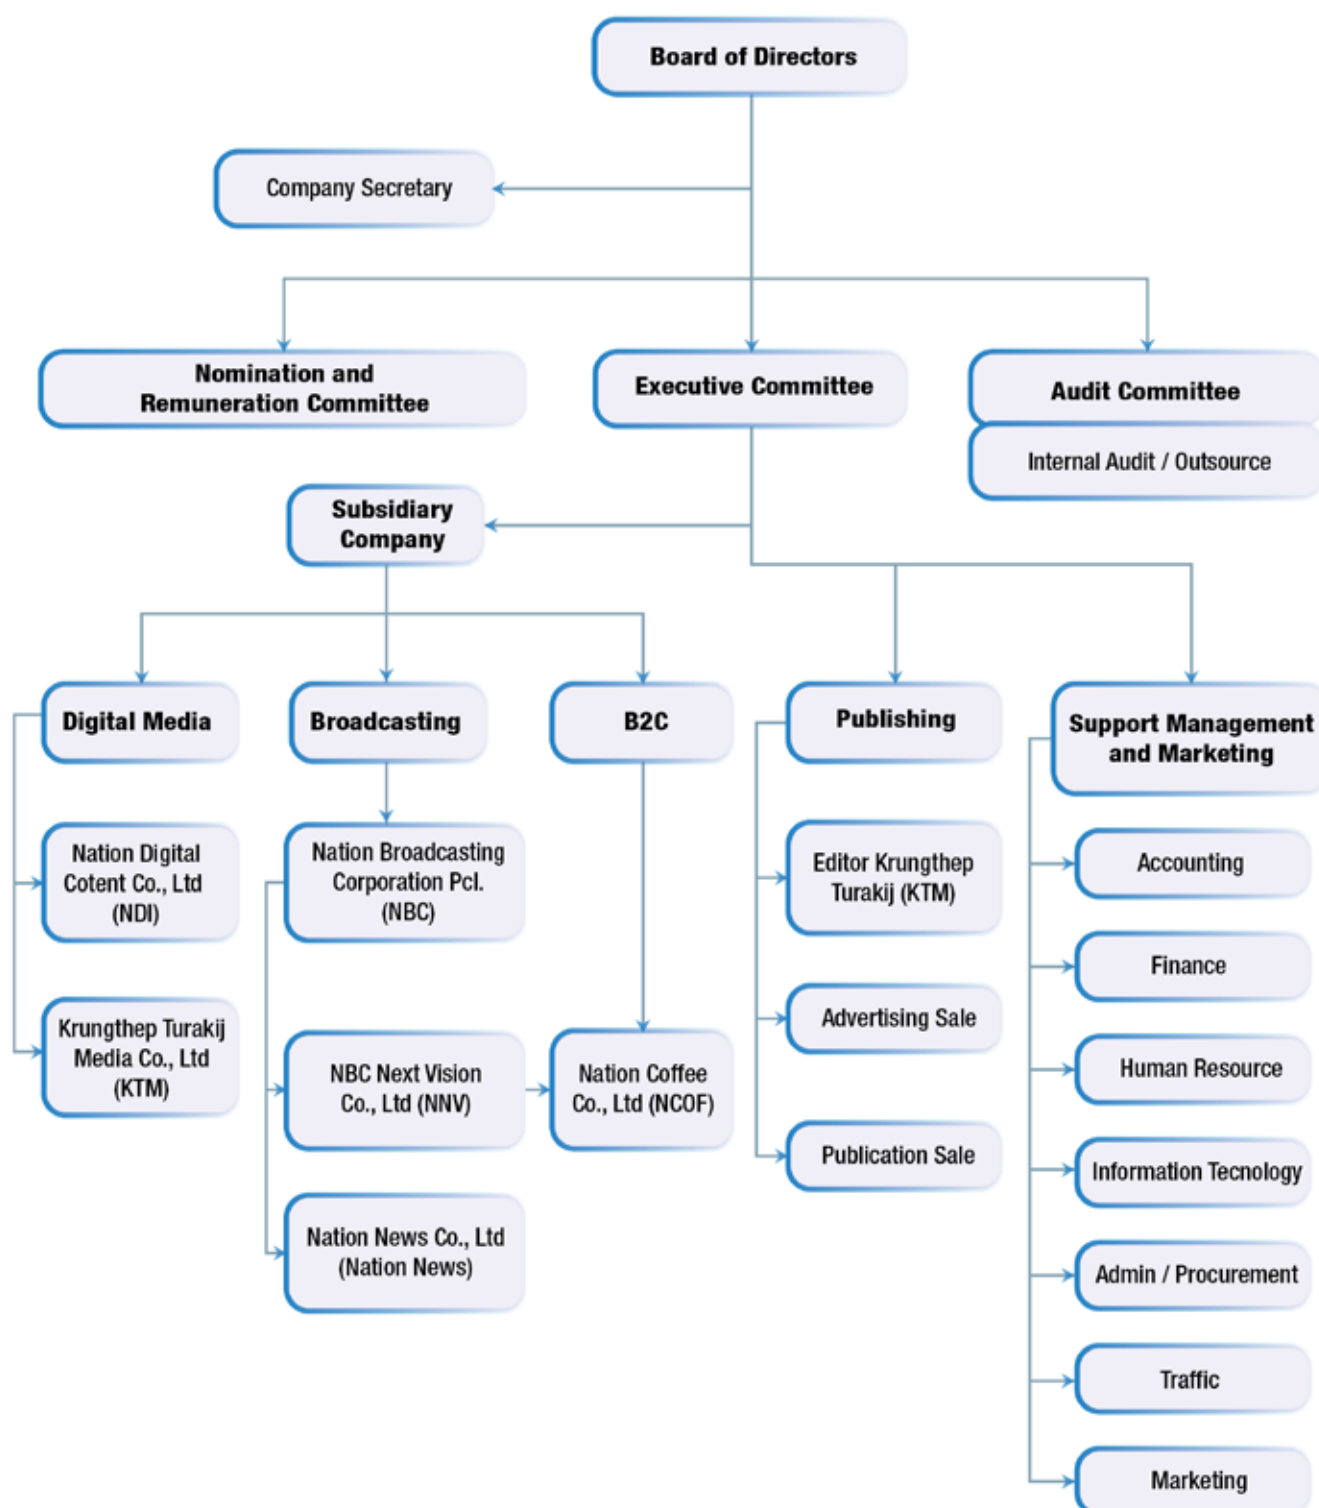 Board of Directors
Company Secretary
Nomination and
Remuneration Committee
Executive Committee
Audit Committee
Internal Audit / Outsource
Subsidiary
Company
Digital Media
Broadcasting
B2C
Publishing
Support Management
and Marketing
Nation Digital
Cotent Co., Ltd
(NDI)
Krungthep Turakij
Media Co., Ltd
(KTM)
Nation Broadcasting
Corporation Pcl.
(NBC)
NBC Next Vision
Co., Ltd (NNV)
Nation News Co., Ltd
(Nation News)
Nation Coffee
Co., Ltd (NCOF)
Editor Krungthep
Turakij (KTM)
Advertising Sale
Publication Sale
Accounting
Finance
Human Resource
Information Tecnology
Admin / Procurement
Traffic
Marketing